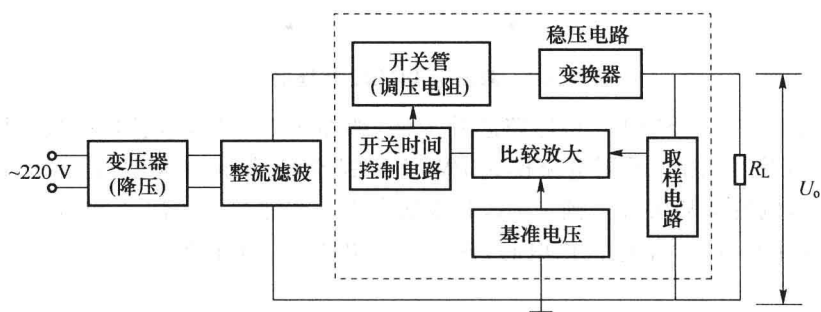 稳压电路
开关管
(调压电阻)
变换器
~220 V
变压器
(降压)
整流滤波
开关时间
控制电路
比较放大
取样电路
R_L
U_o
基准电压